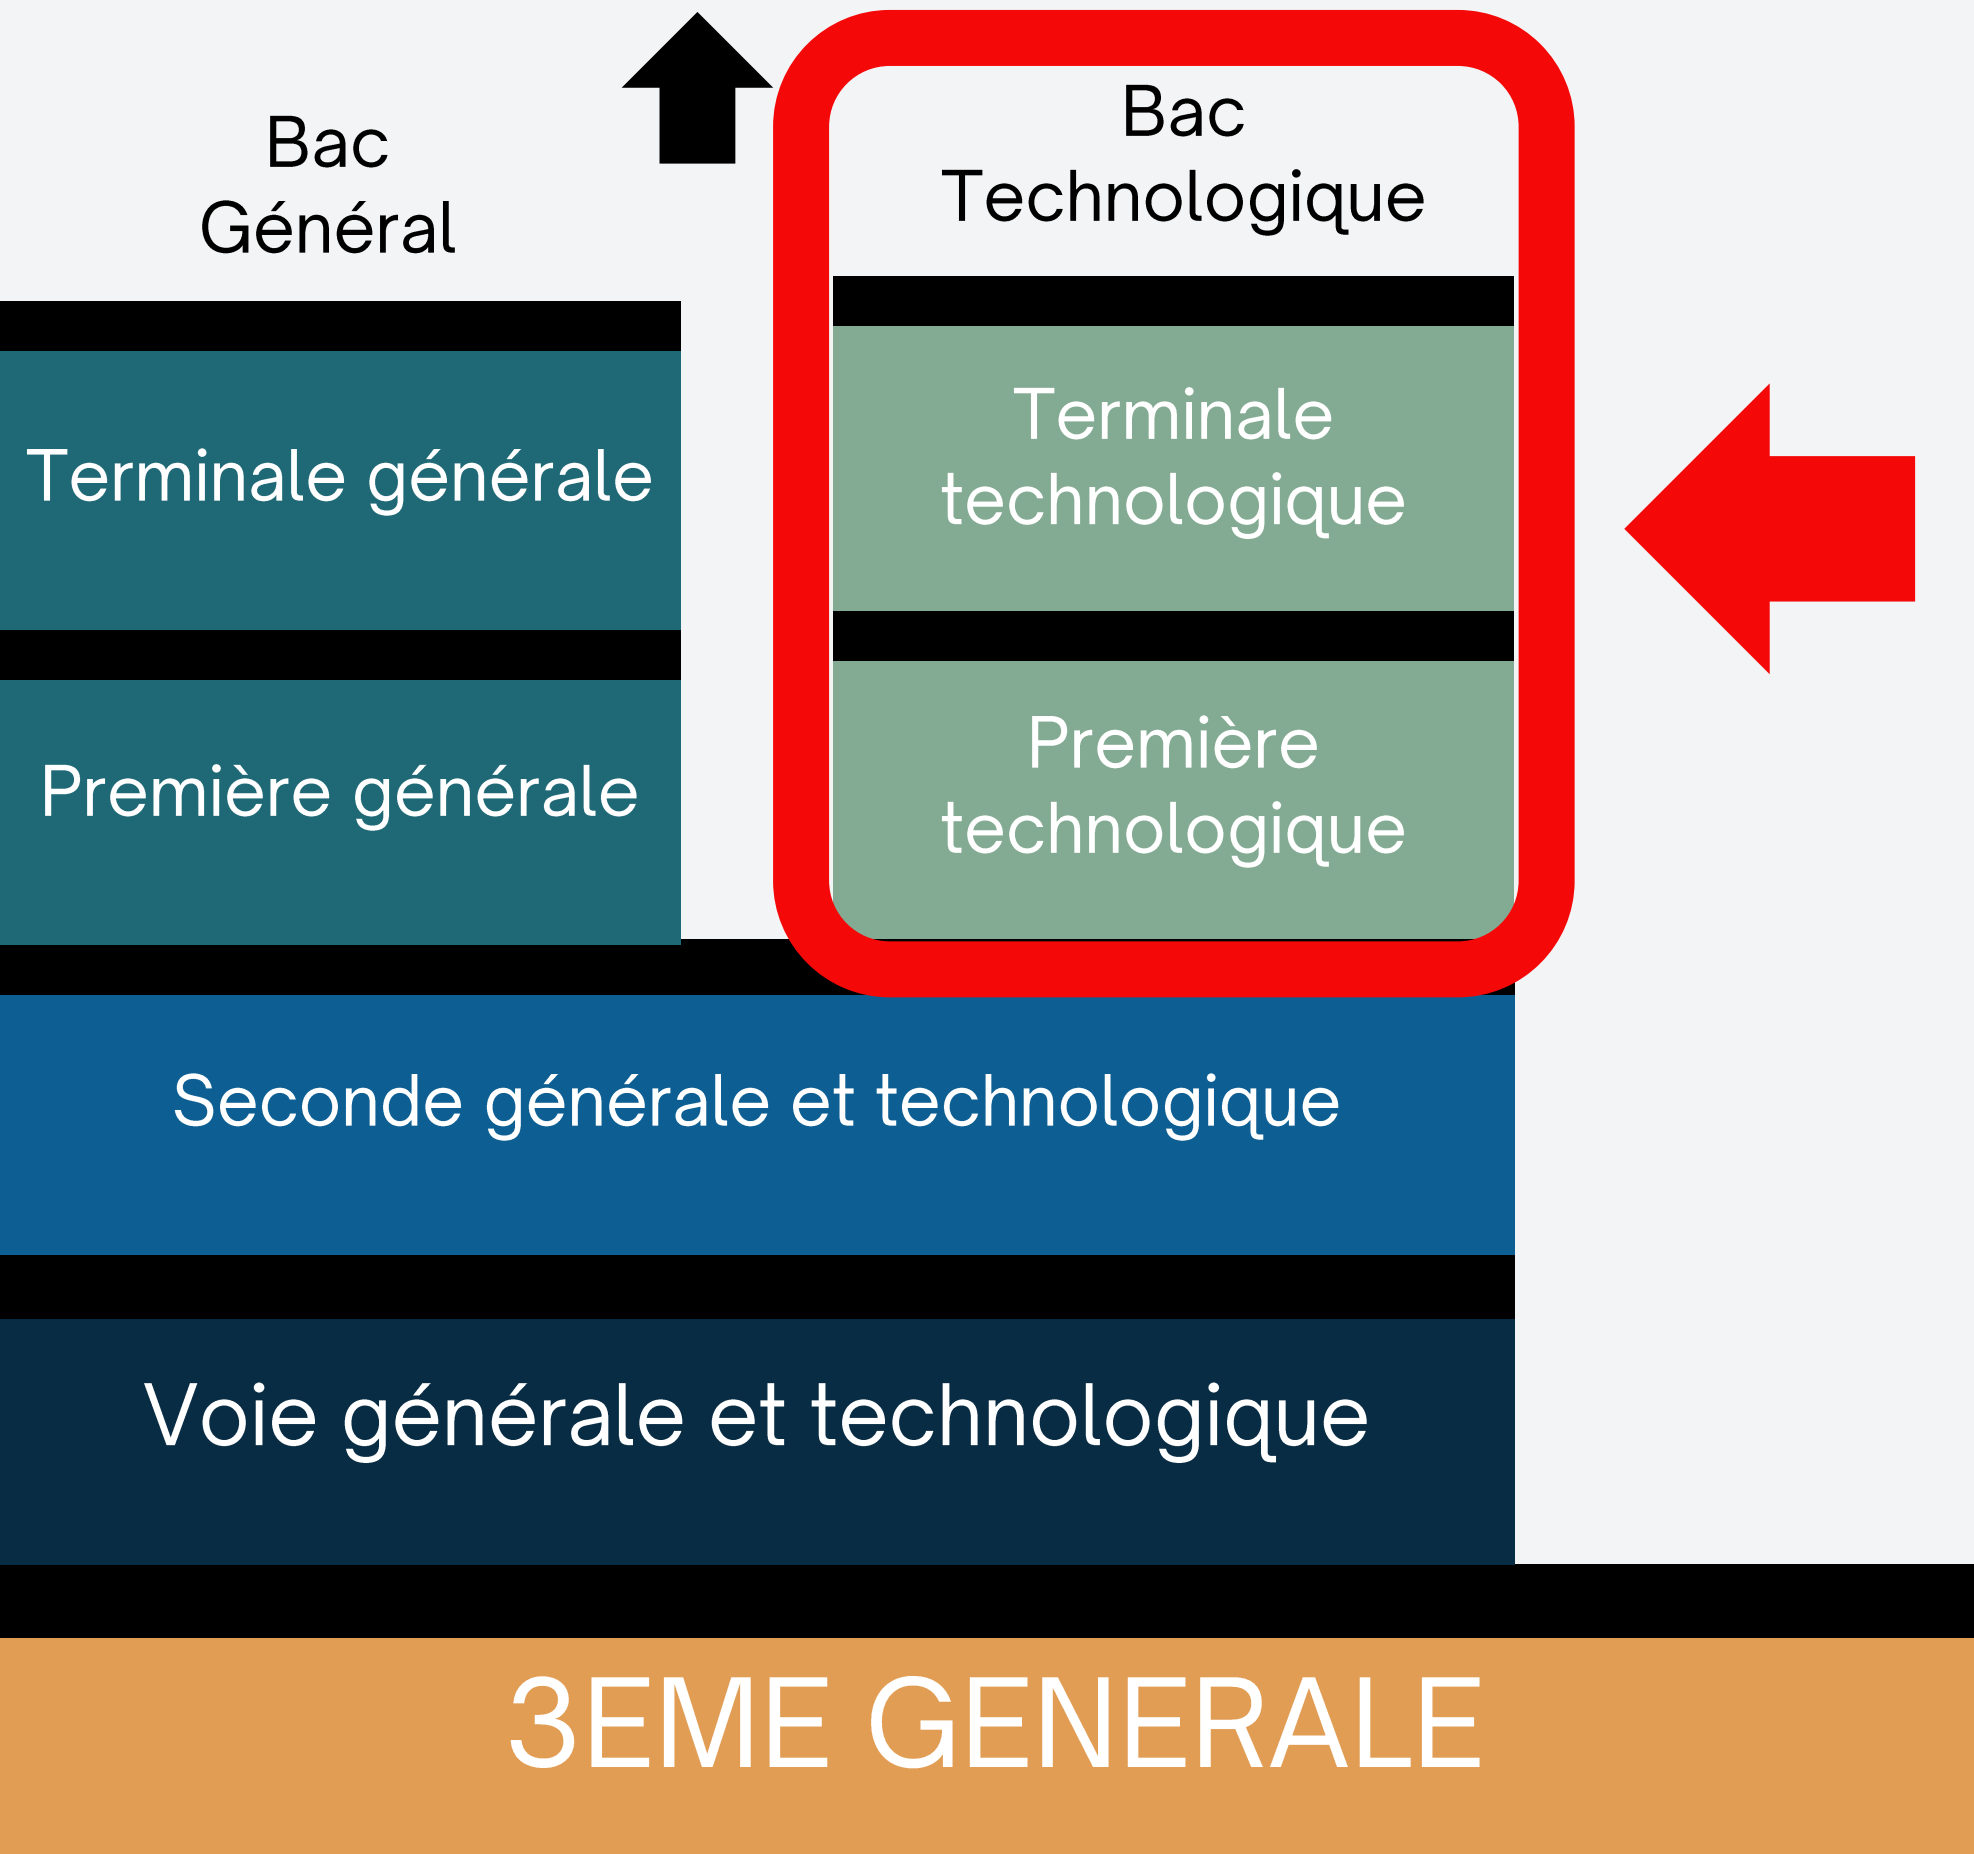 Bac
Général
Bac
Technologique
Terminale générale
Terminale
technologique
Première générale
Première
technologique
Seconde générale et technologique
Voie générale et technologique
3EME GENERALE